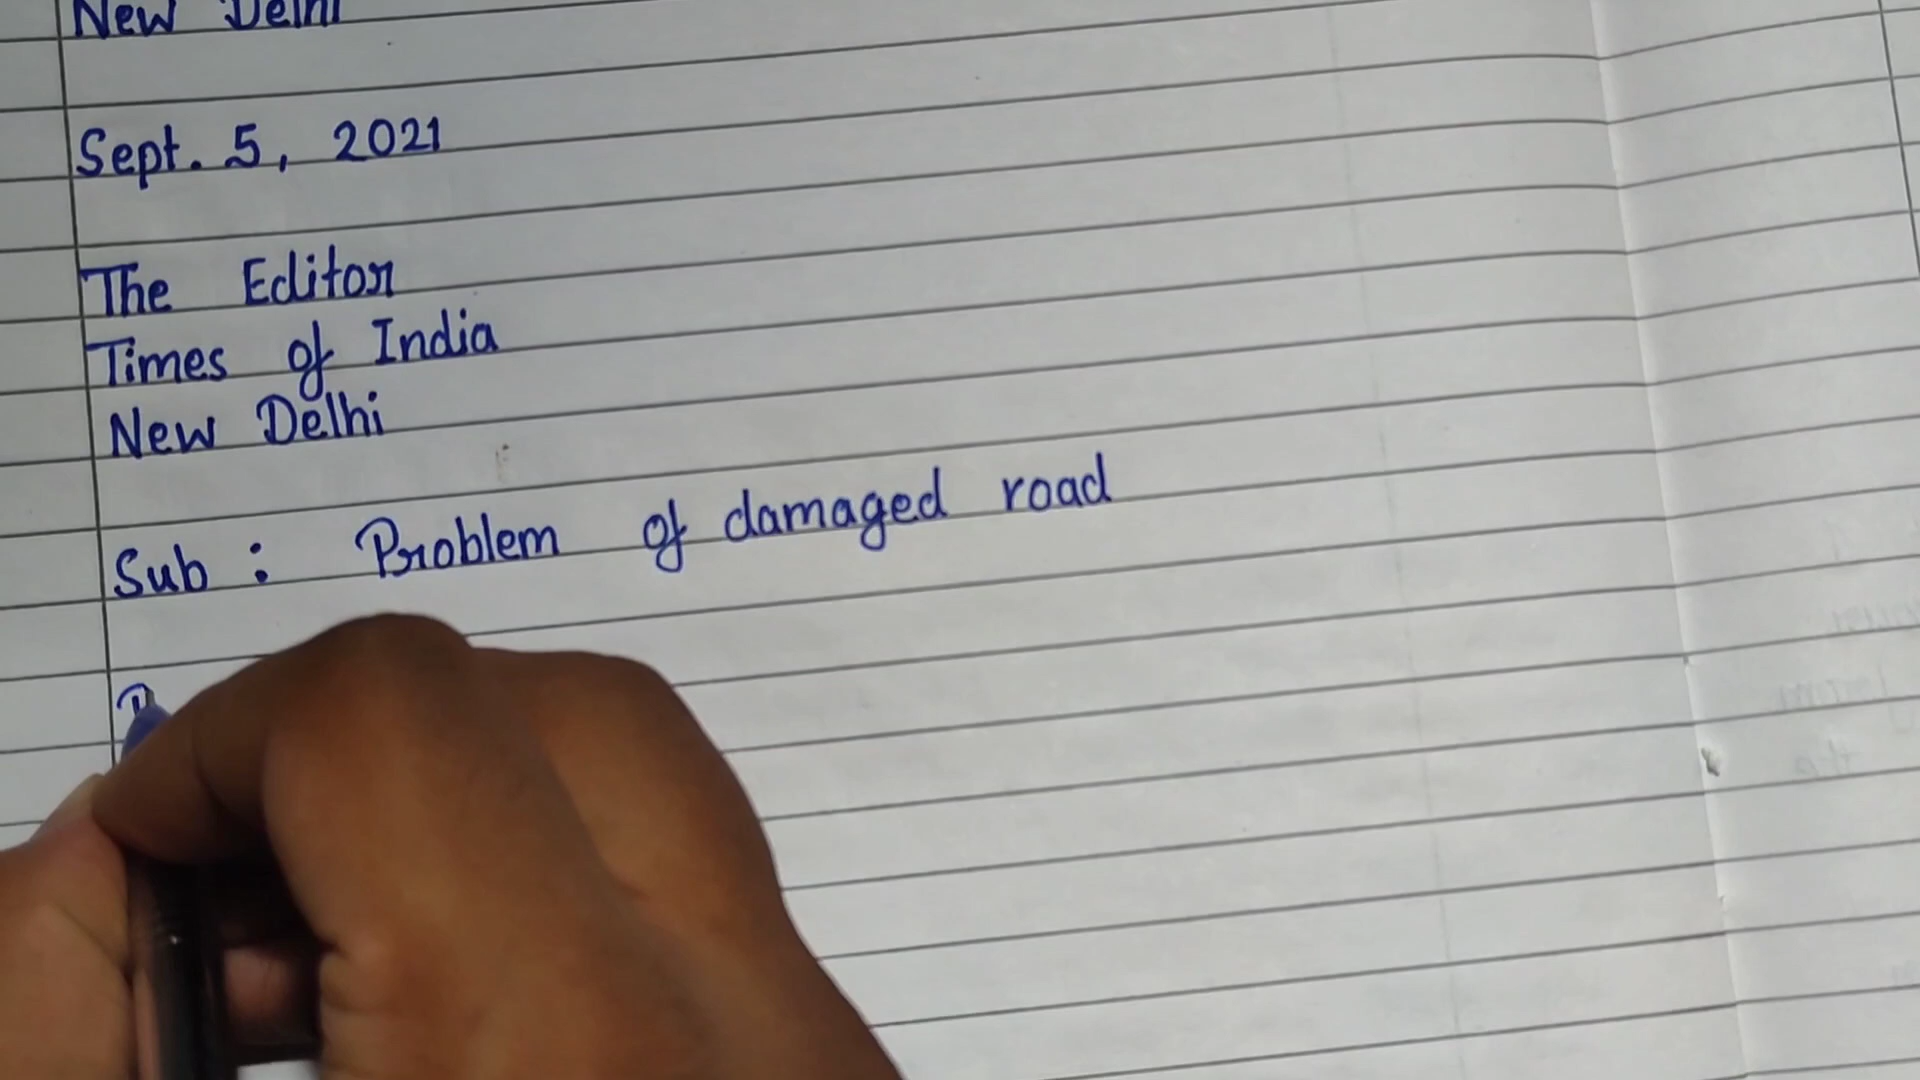 New Delhi
Sept. 5, 2021
The Editor
Times of India
New Delhi
Sub : Problem of damaged road